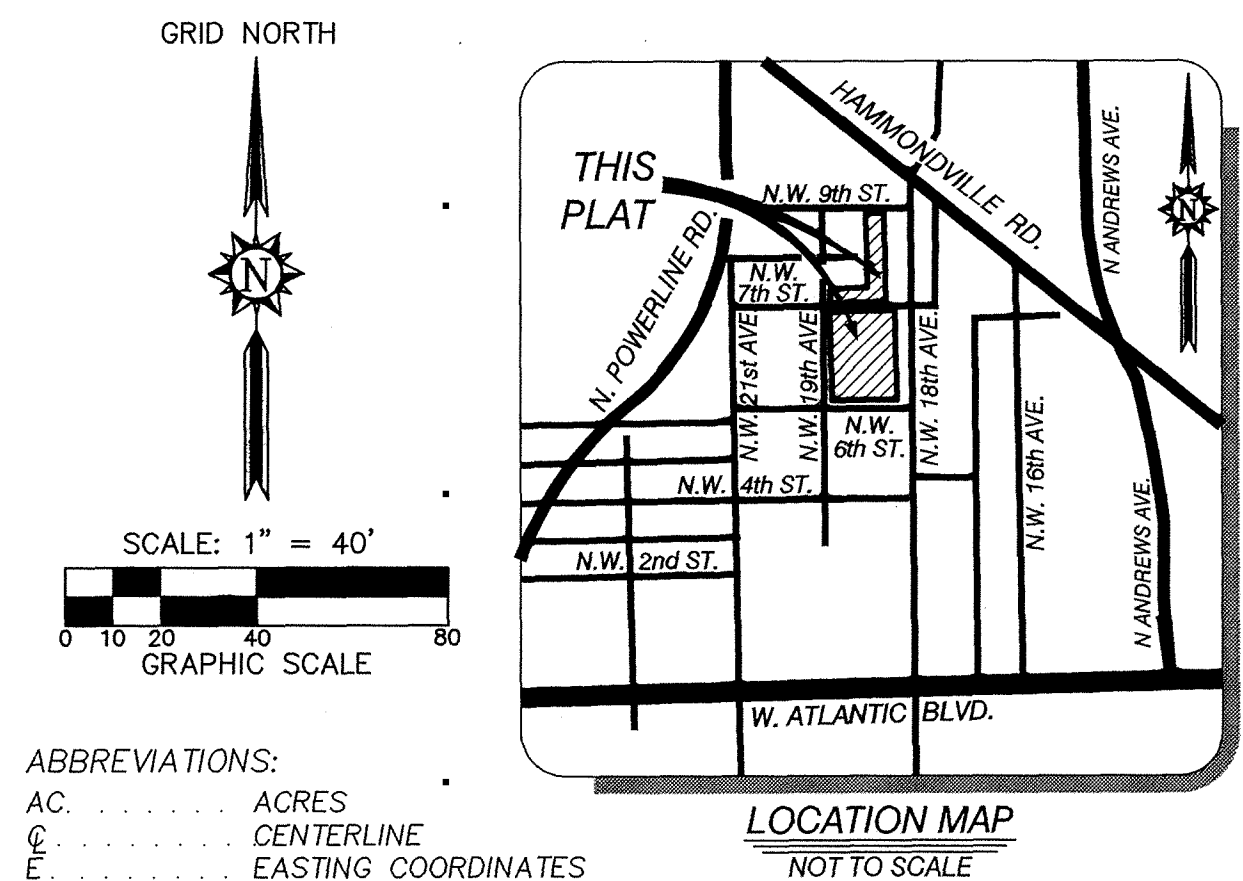 GRID NORTH
N
SCALE: 1" = 40'
0 10 20 40 80
GRAPHIC SCALE
ABBREVIATIONS:
AC. . . . . . . . ACRES
℄ . . . . . . . . CENTERLINE
E . . . . . . . . EASTING COORDINATES
THIS
PLAT
HAMMONDVILLE RD.
N ANDREWS AVE.
N
N.W. 9th ST.
N. POWERLINE RD.
N.W.
7th ST.
N.W. 21st AVE.
N.W. 19th AVE.
N.W. 18th AVE.
N.W.
6th ST.
N.W. 16th AVE.
N.W. 4th ST.
N ANDREWS AVE.
N.W. 2nd ST.
W. ATLANTIC BLVD.
LOCATION MAP
NOT TO SCALE